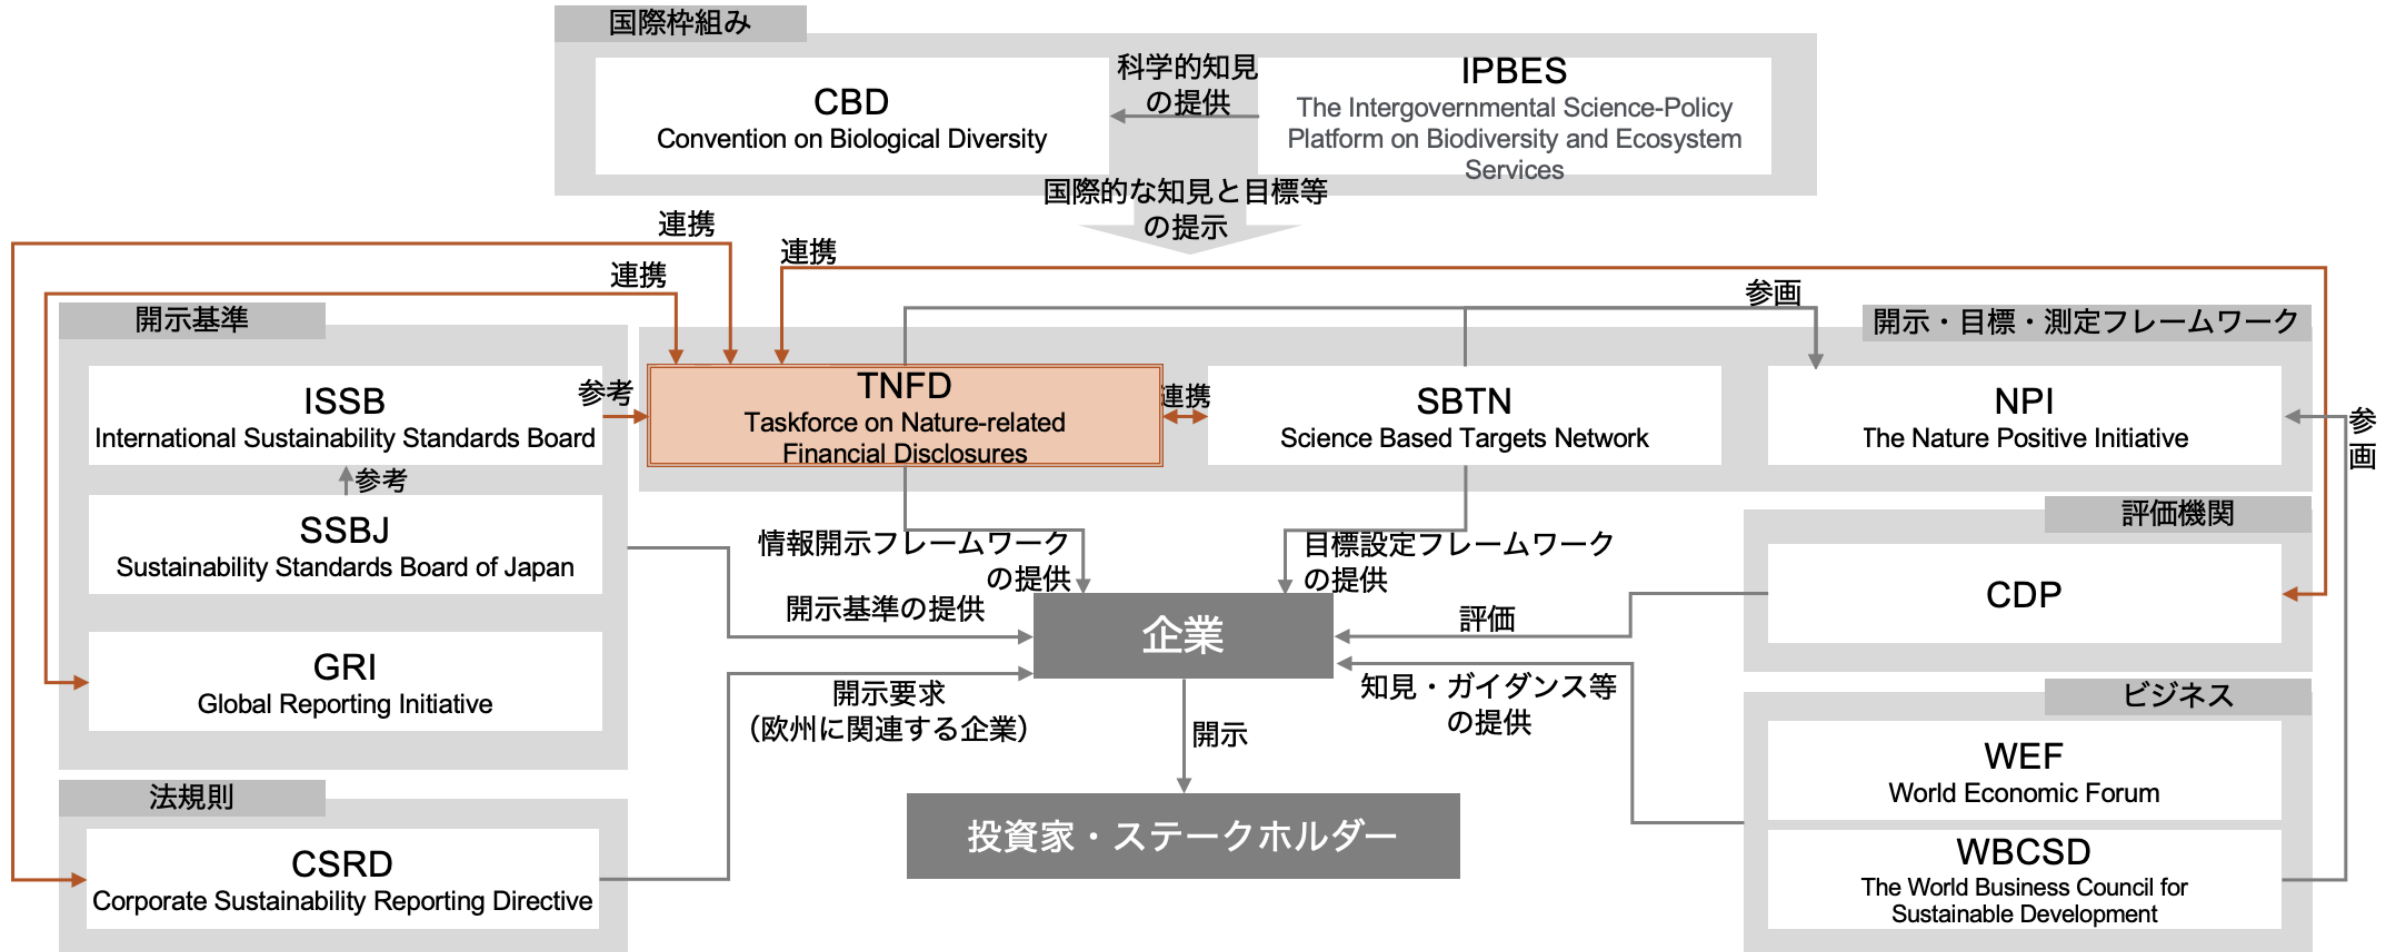 国際枠組み
CBD
Convention on Biological Diversity
科学的知見
の提供
IPBES
The Intergovernmental Science-Policy
Platform on Biodiversity and Ecosystem
Services
国際的な知見と目標等
の提示
連携
連携
連携
参画
開示基準
開示・目標・測定フレームワーク
ISSB
International Sustainability Standards Board
参考
TNFD
Taskforce on Nature-related
Financial Disclosures
連携
SBTN
Science Based Targets Network
NPI
The Nature Positive Initiative
参
画
参考
SSBJ
Sustainability Standards Board of Japan
情報開示フレームワーク
の提供
目標設定フレームワーク
の提供
評価機関
CDP
開示基準の提供
企業
評価
GRI
Global Reporting Initiative
開示要求
（欧州に関連する企業）
開示
知見・ガイダンス等
の提供
ビジネス
WEF
World Economic Forum
法規則
CSRD
Corporate Sustainability Reporting Directive
投資家・ステークホルダー
WBCSD
The World Business Council for
Sustainable Development